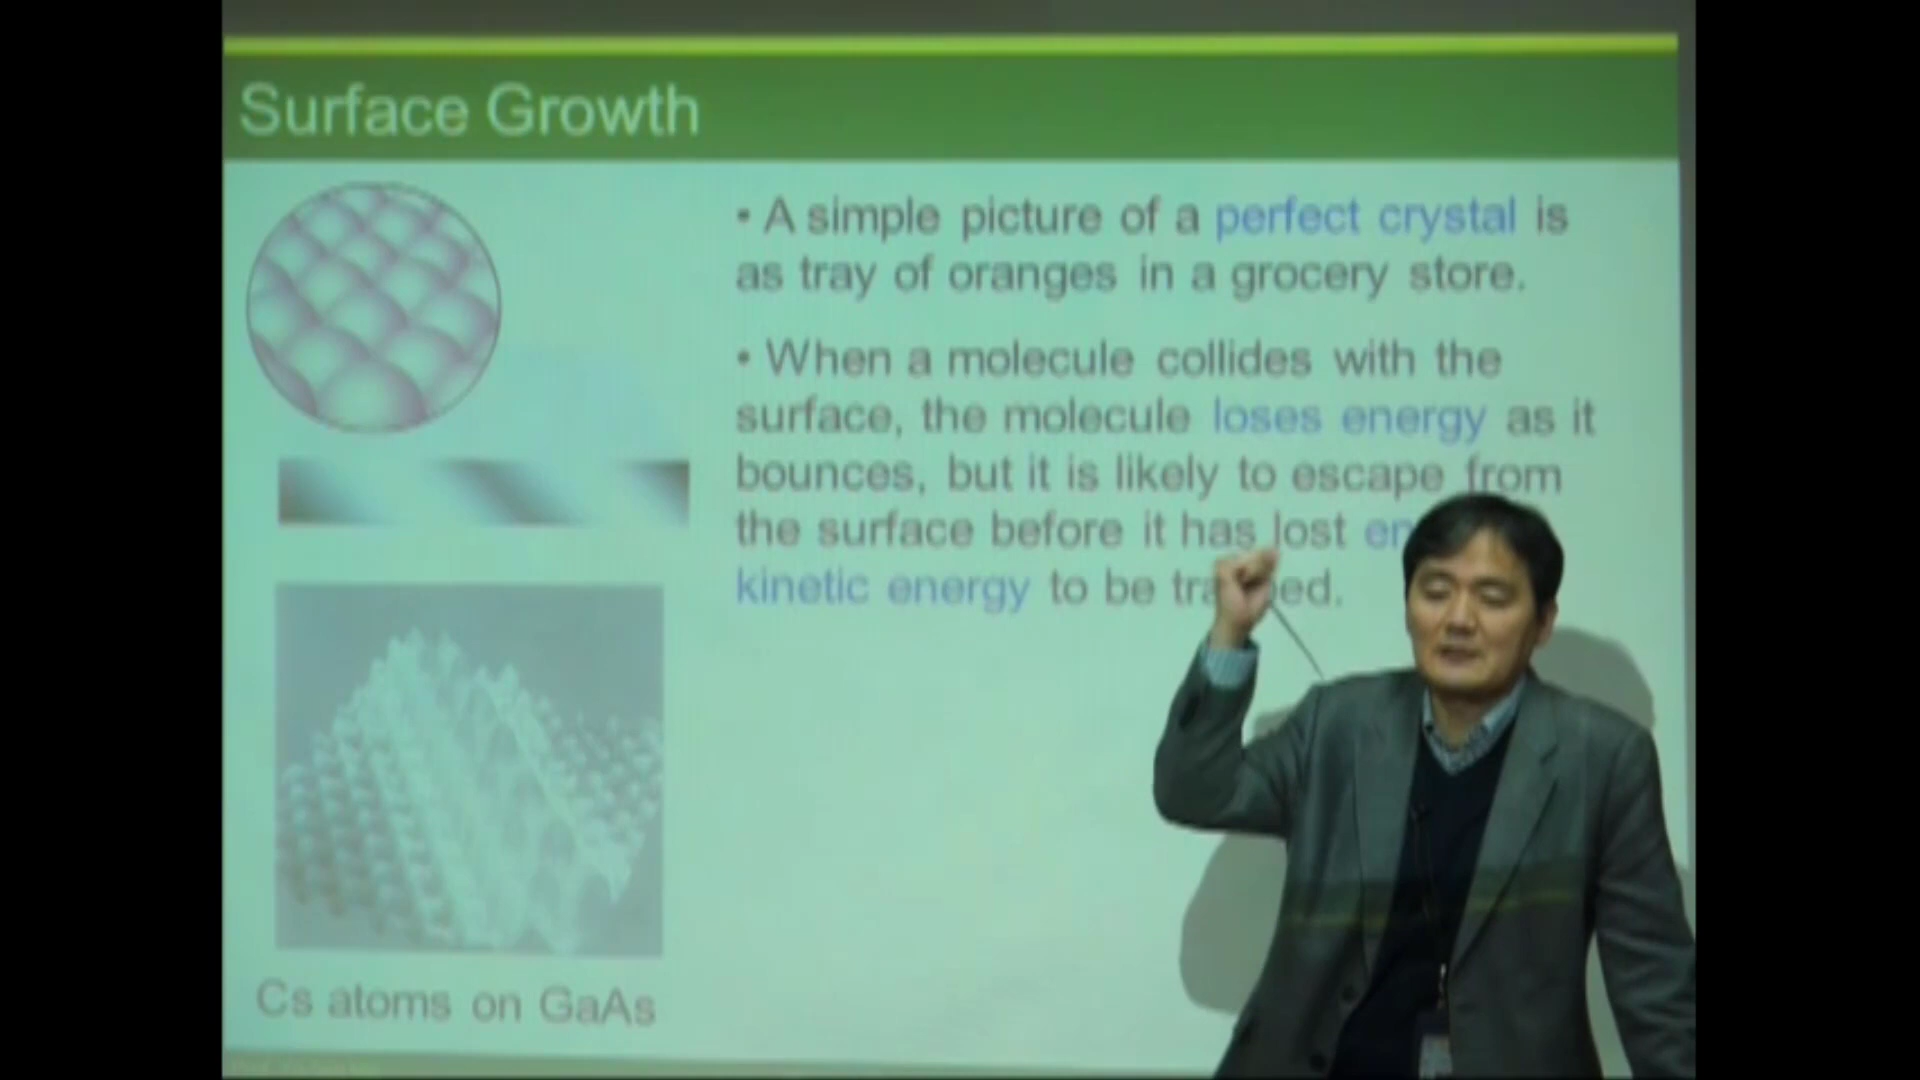 Surface Growth
• A simple picture of a perfect crystal is
as tray of oranges in a grocery store.
• When a molecule collides with the
surface, the molecule loses energy as it
bounces, but it is likely to escape from
the surface before it has lost
kinetic energy to be
Cs atoms on GaAs